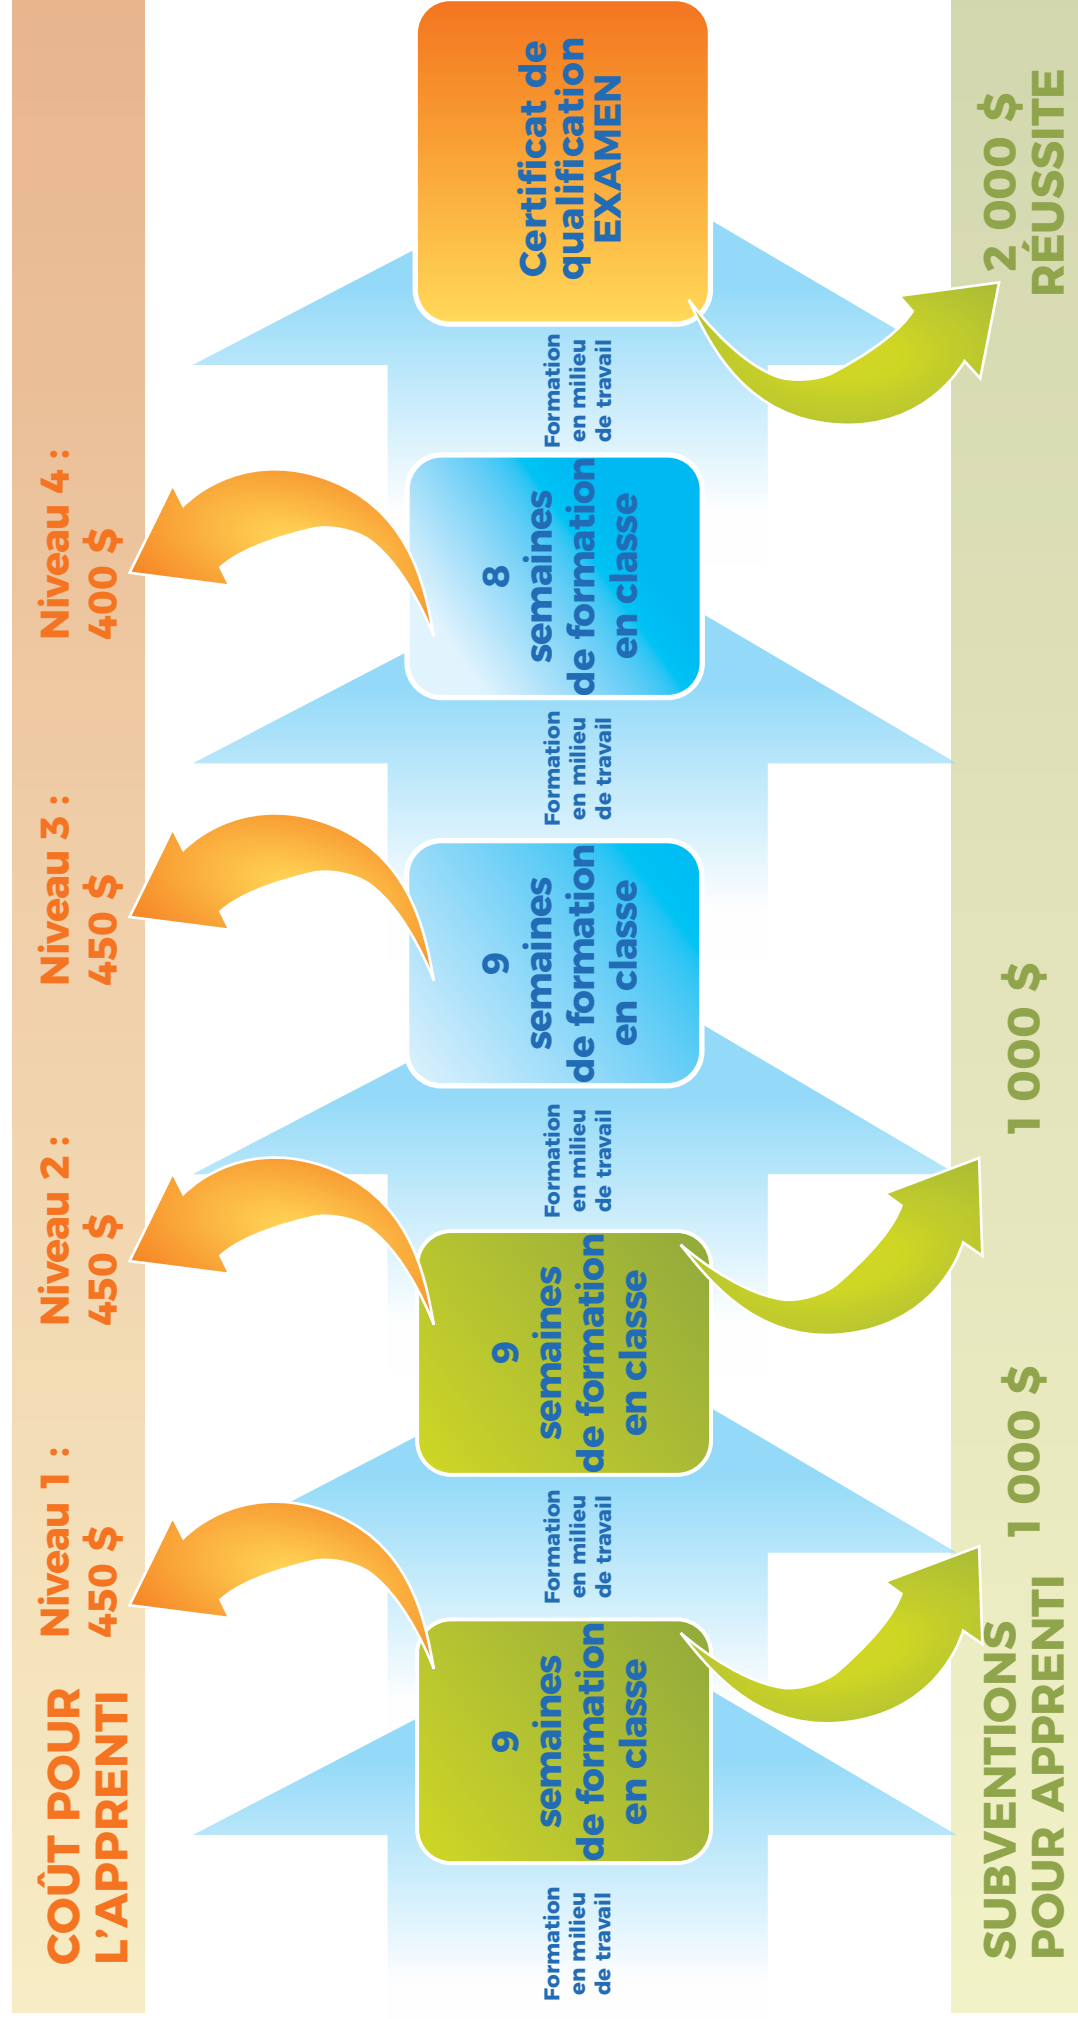 COÛT POUR
L'APPRENTI
Niveau 1 :
450 $
Niveau 2 :
450 $
Niveau 3 :
450 $
Niveau 4 :
400 $
Formation
en milieu
de travail
9
semaines
de formation
en classe
Formation
en milieu
de travail
9
semaines
de formation
en classe
Formation
en milieu
de travail
9
semaines
de formation
en classe
Formation
en milieu
de travail
8
semaines
de formation
en classe
Formation
en milieu
de travail
Certificat de
qualification
EXAMEN
SUBVENTIONS
POUR APPRENTI
1 000 $
1 000 $
2 000 $
RÉUSSITE